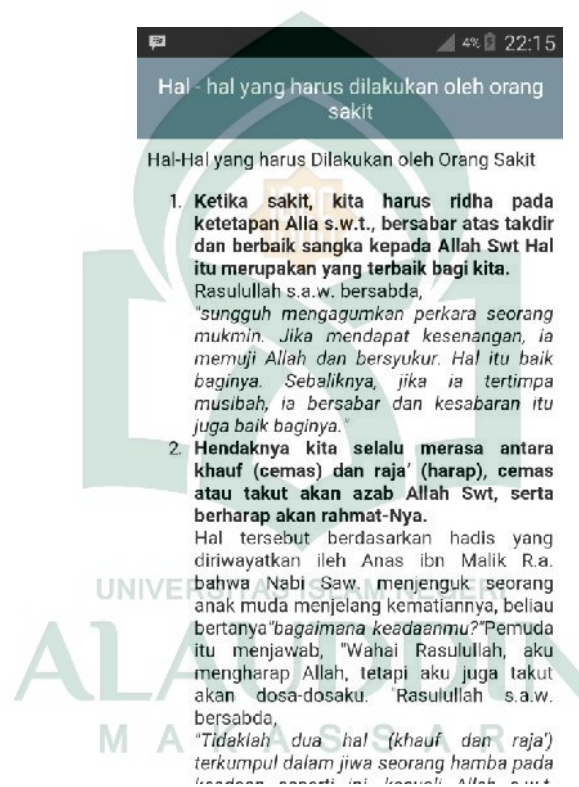 4% 22:15
Hal - hal yang harus dilakukan oleh orang
sakit
Hal-Hal yang harus Dilakukan oleh Orang Sakit
1. Ketika sakit, kita harus ridha pada
ketetapan Alla s.w.t., bersabar atas takdir
dan berbaik sangka kepada Allah Swt Hal
itu merupakan yang terbaik bagi kita.
Rasulullah s.a.w. bersabda,
"sungguh mengagumkan perkara seorang
mukmin. Jika mendapat kesenangan, ia
memuji Allah dan bersyukur. Hal itu baik
baginya. Sebaliknya, jika ia tertimpa
musibah, ia bersabar dan kesabaran itu
juga baik baginya."
2. Hendaknya kita selalu merasa antara
khauf (cemas) dan raja' (harap), cemas
atau takut akan azab Allah Swt, serta
berharap akan rahmat-Nya.
Hal tersebut berdasarkan hadis yang
diriwayatkan ileh Anas ibn Malik R.a.
bahwa Nabi Saw. menjenguk seorang
anak muda menjelang kematiannya, beliau
bertanya"bagaimana keadaanmu?"Pemuda
itu menjawab, "Wahai Rasulullah, aku
mengharap Allah, tetapi aku juga takut
akan dosa-dosaku. "Rasulullah s.a.w.
bersabda,
"Tidaklah dua hal (khauf dan raja')
terkumpul dalam jiwa seorang hamba pada
keadaan seperti ini, kecuali Allah s.w.t.
UNIVERSITAS ISLAM NEGERI
ALAUDDIN
MAKASSAR